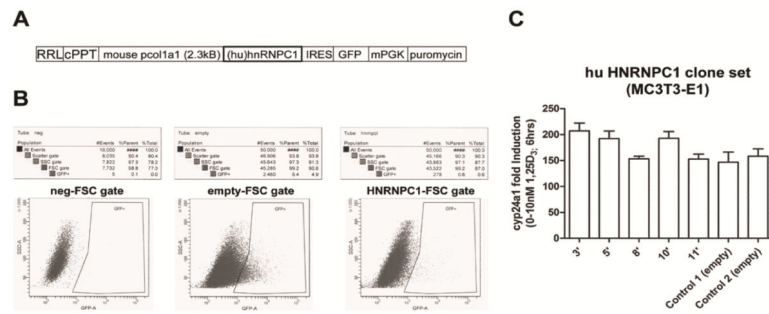 A
RRL cPPT mouse pcol1a1 (2.3kB) (hu)hnRNPC1 IRES GFP mPGK puromycin
B
Tube: neg
Population #Events %Parent %Total
All Events 10,000 #### 100.0
Scatter gate 8,035 80.4 80.4
SSC gate 7,822 97.3 78.2
FSC gate 7,732 98.8 77.3
GFP+ 5 0.1 0.0
neg-FSC gate
GFP+
SSC-A
GFP-A
Tube: empty
Population #Events %Parent %Total
All Events 50,000 #### 100.0
Scatter gate 93.8 93.8
SSC gate 45,643 97.3 91.3
FSC gate 45,285 99.2 90.6
GFP+ 2,460 5.4 4.9
empty-FSC gate
GFP+
SSC-A
GFP-A
Population #Events %Parent %Total
All Events 50,000 #### 100.0
Scatter gate 45,166 90.3 90.3
SSC gate 43,863 97.1 87.7
FSC gate 43,522 99.2 87.0
GFP+ 278 0.6 0.6
HNRNPC1-FSC gate
GFP+
SSC-A
GFP-A
C
hu HNRNPC1 clone set
(MC3T3-E1)
cyp24a1 fold Induction
(0-10nM 1,25D3; 6hrs)
250
200
150
100
50
0
3'
5'
8'
10'
11'
Control 1 (empty)
Control 2 (empty)